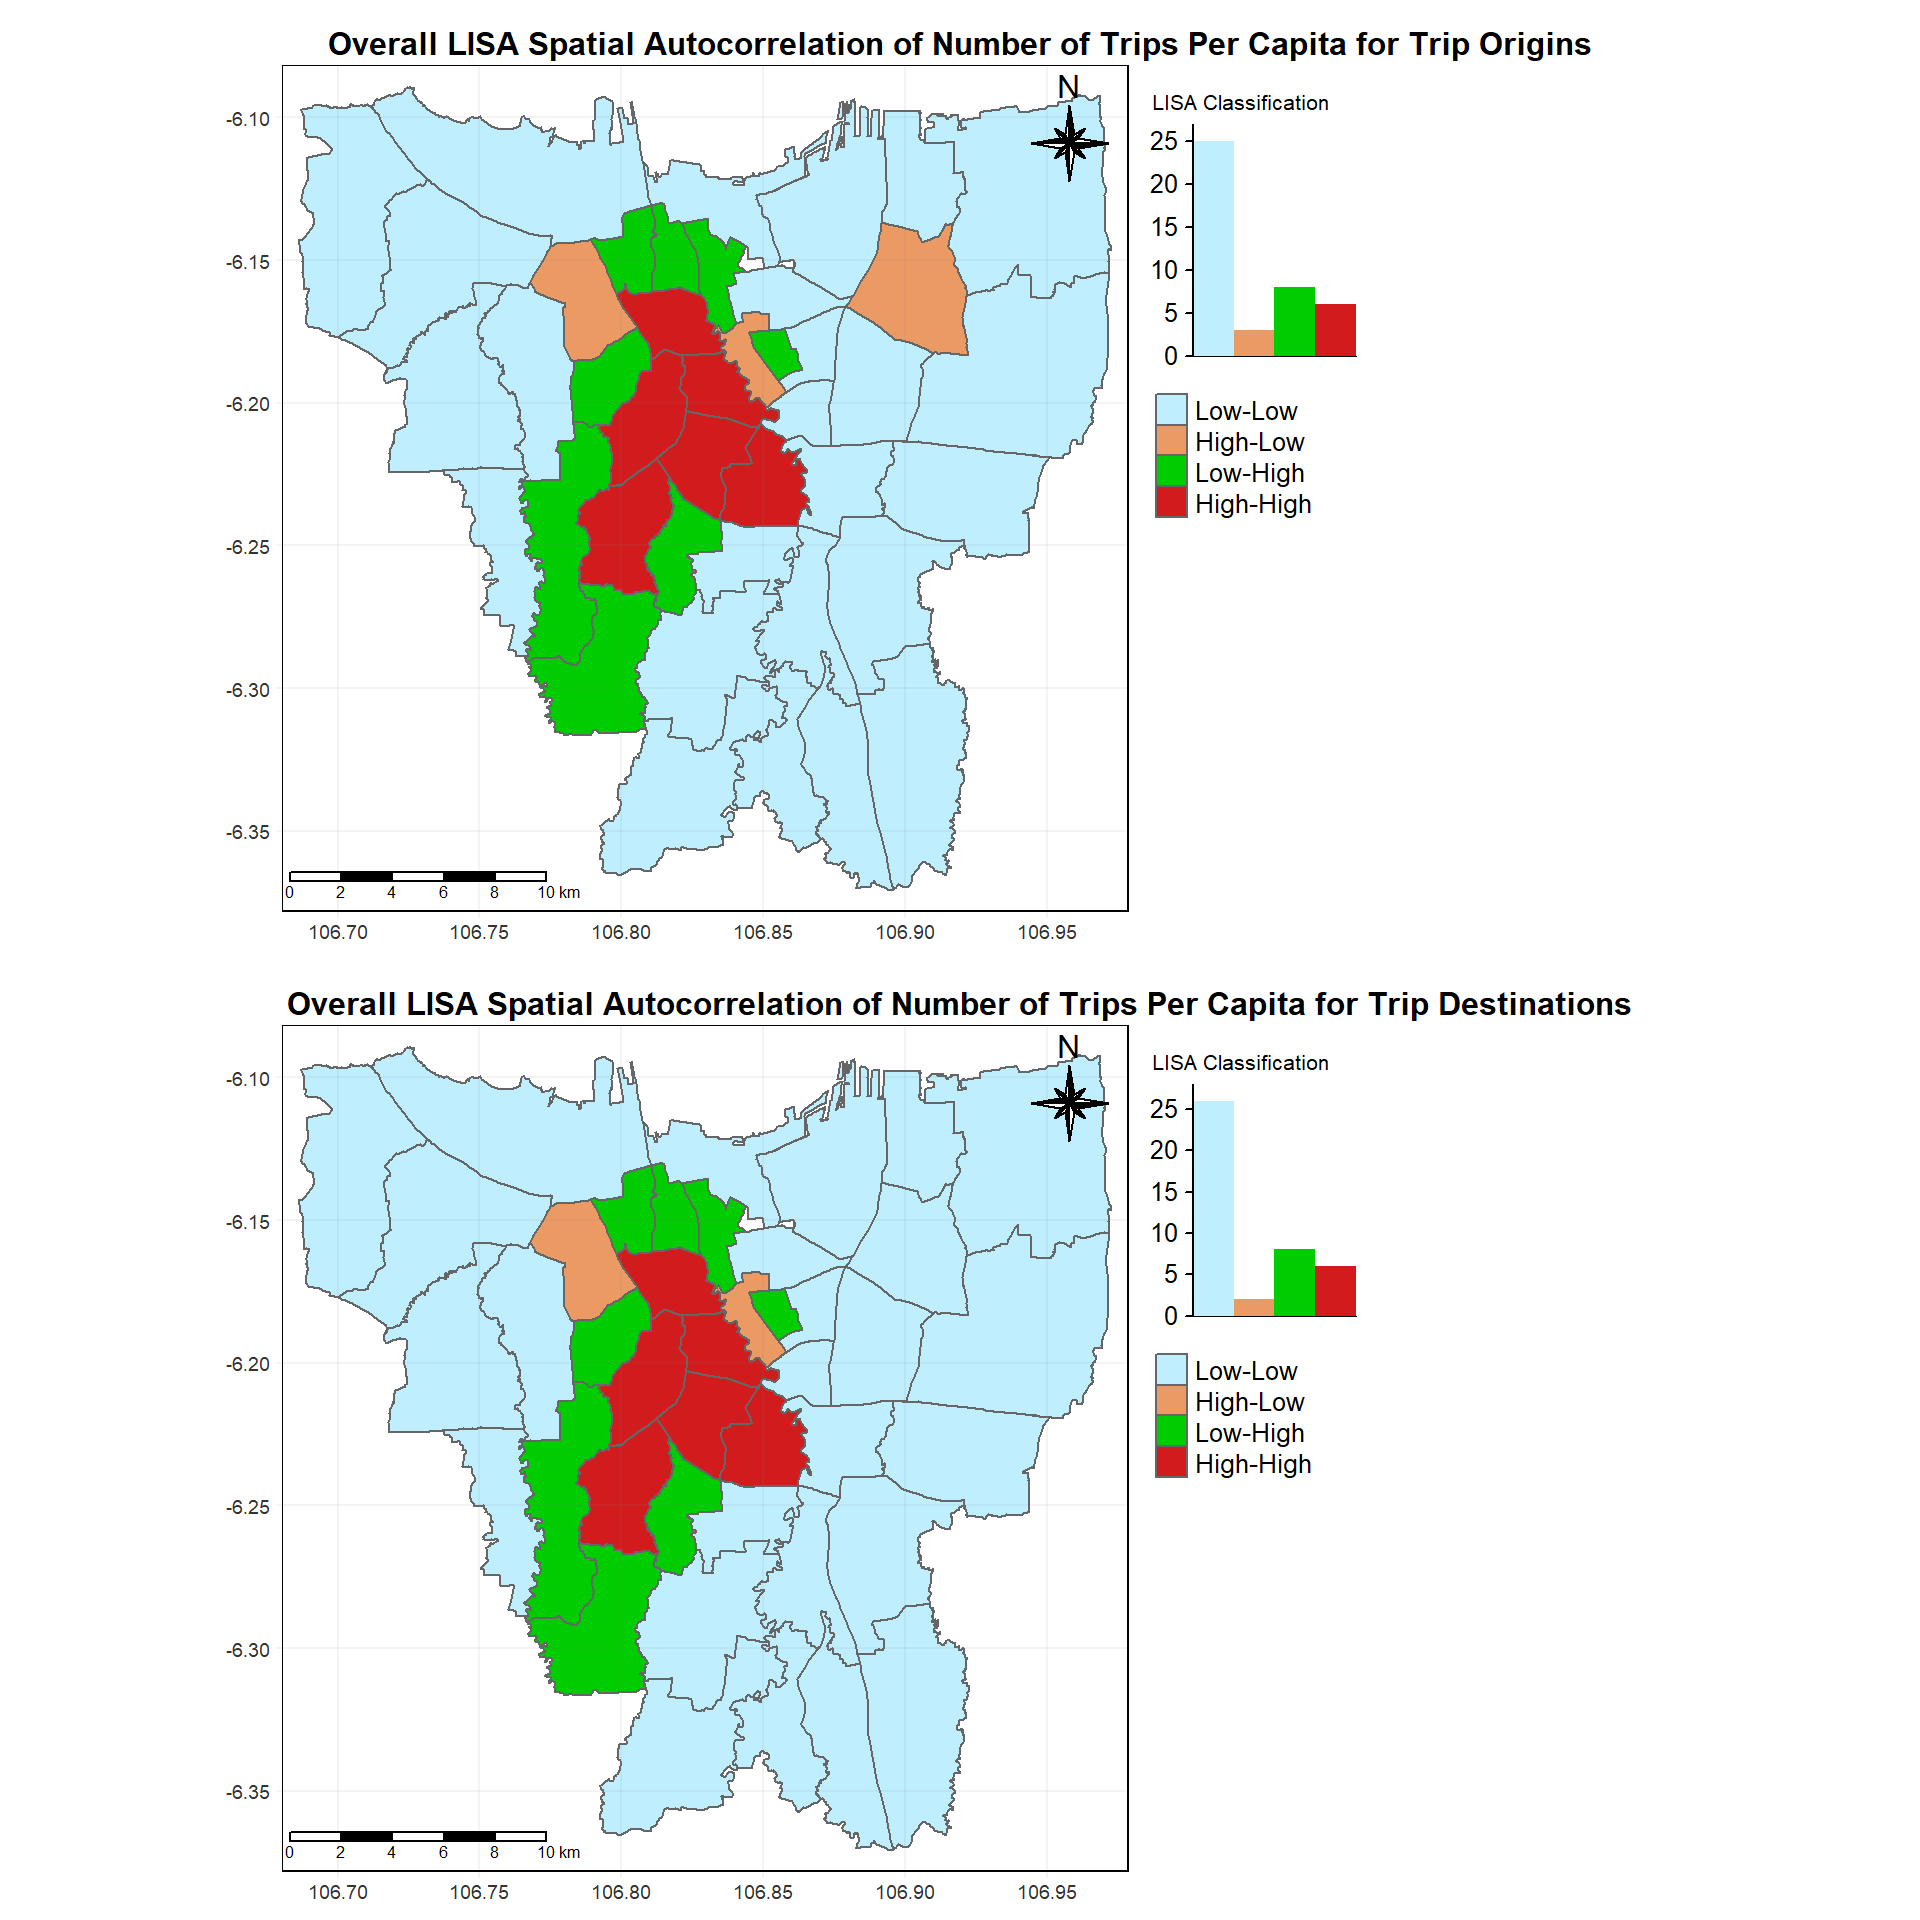 Overall LISA Spatial Autocorrelation of Number of Trips Per Capita for Trip Origins
N
LISA Classification
25
20
15
10
5
0
Low-Low
High-Low
Low-High
High-High
-6.10
-6.15
-6.20
-6.25
-6.30
-6.35
0 2 4 6 8 10 km
106.70 106.75 106.80 106.85 106.90 106.95
Overall LISA Spatial Autocorrelation of Number of Trips Per Capita for Trip Destinations
N
LISA Classification
25
20
15
10
5
0
Low-Low
High-Low
Low-High
High-High
-6.10
-6.15
-6.20
-6.25
-6.30
-6.35
0 2 4 6 8 10 km
106.70 106.75 106.80 106.85 106.90 106.95